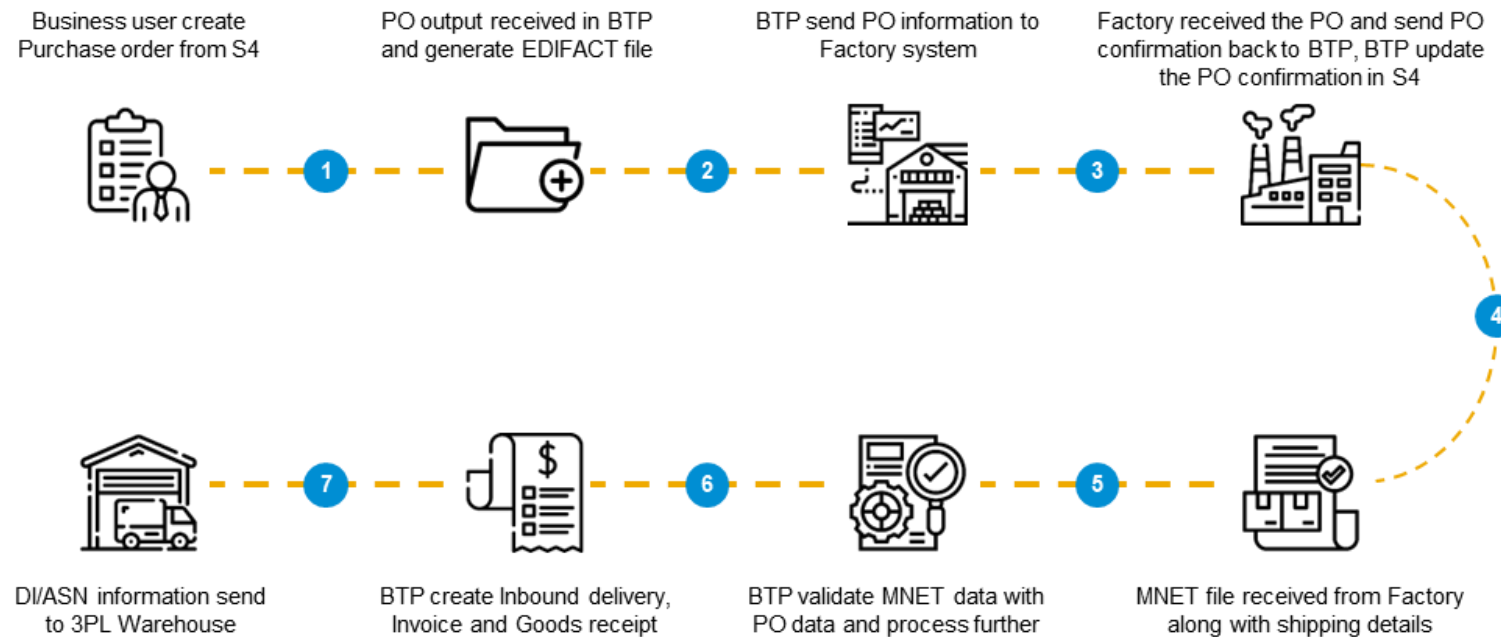 Business user create
Purchase order from S4
PO output received in BTP
and generate EDIFACT file
BTP send PO information to
Factory system
Factory received the PO and send PO
confirmation back to BTP, BTP update
the PO confirmation in S4
1
2
3
4
$
7
6
5
DI/ASN information send
to 3PL Warehouse
BTP create Inbound delivery,
Invoice and Goods receipt
BTP validate MNET data with
PO data and process further
MNET file received from Factory
along with shipping details